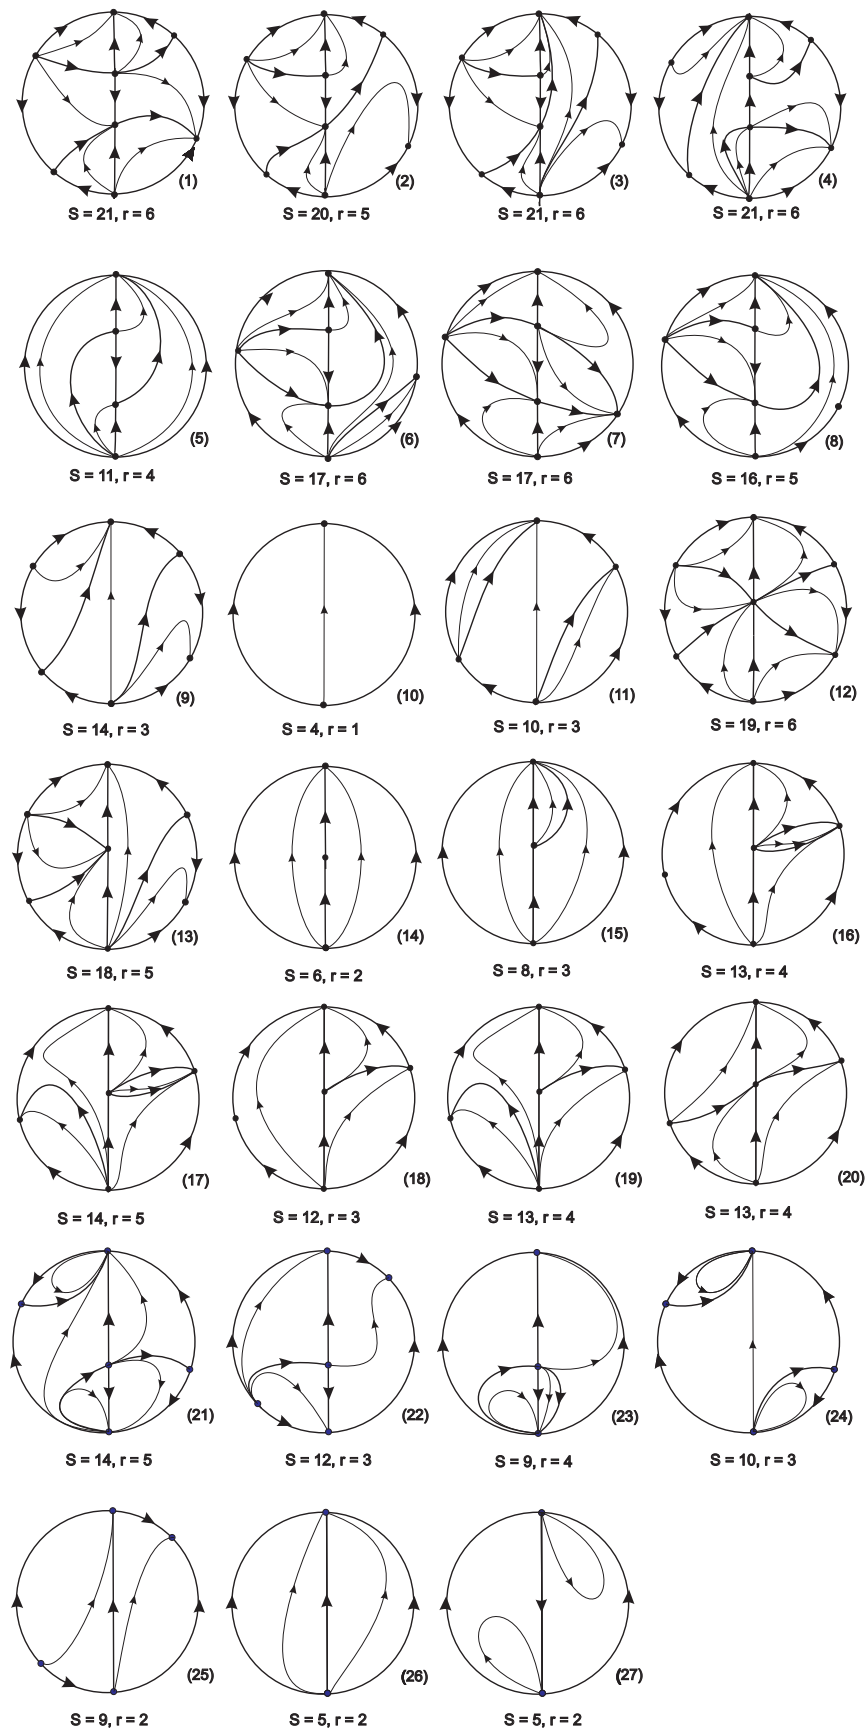 (1) (2) (3) (4)
S = 21, r = 6 S = 20, r = 5 S = 21, r = 6 S = 21, r = 6
(5) (6) (7) (8)
S = 11, r = 4 S = 17, r = 6 S = 17, r = 6 S = 16, r = 5
(9) (10) (11) (12)
S = 14, r = 3 S = 4, r = 1 S = 10, r = 3 S = 19, r = 6
(13) (14) (15) (16)
S = 18, r = 5 S = 6, r = 2 S = 8, r = 3 S = 13, r = 4
(17) (18) (19) (20)
S = 14, r = 5 S = 12, r = 3 S = 13, r = 4 S = 13, r = 4
(21) (22) (23) (24)
S = 14, r = 5 S = 12, r = 3 S = 9, r = 4 S = 10, r = 3
(25) (26) (27)
S = 9, r = 2 S = 5, r = 2 S = 5, r = 2